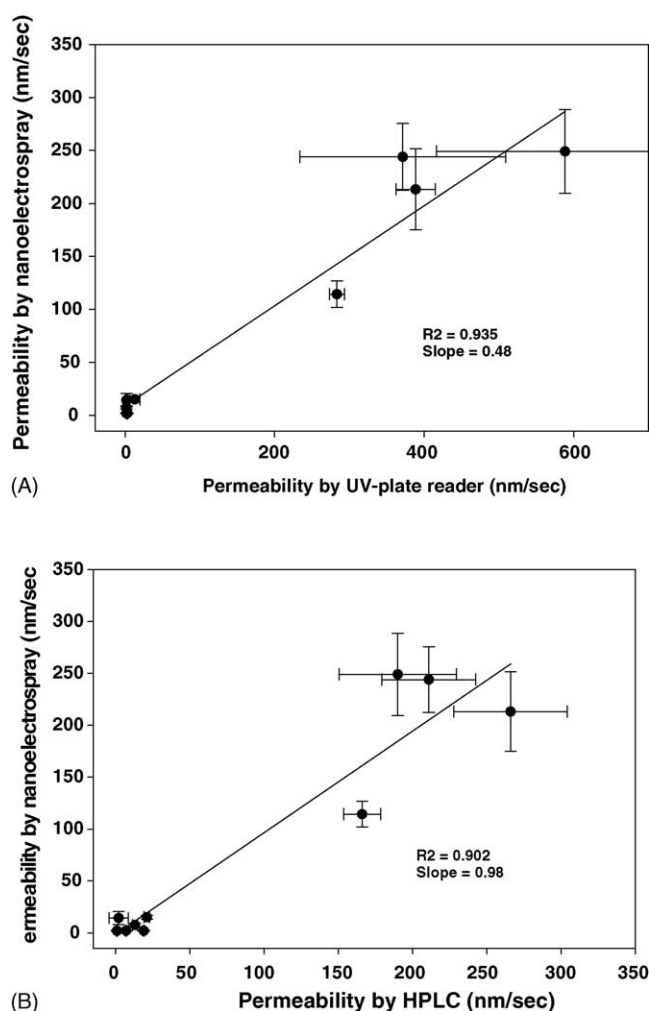 350
300
250
200
150
100
50
0
Permeability by nanoelectrospray (nm/sec)
R2 = 0.935
Slope = 0.48
0 200 400 600
(A) Permeability by UV-plate reader (nm/sec)
350
300
250
200
150
100
50
0
ermeability by nanoelectrospray (nm/sec)
R2 = 0.902
Slope = 0.98
0 50 100 150 200 250 300 350
(B) Permeability by HPLC (nm/sec)